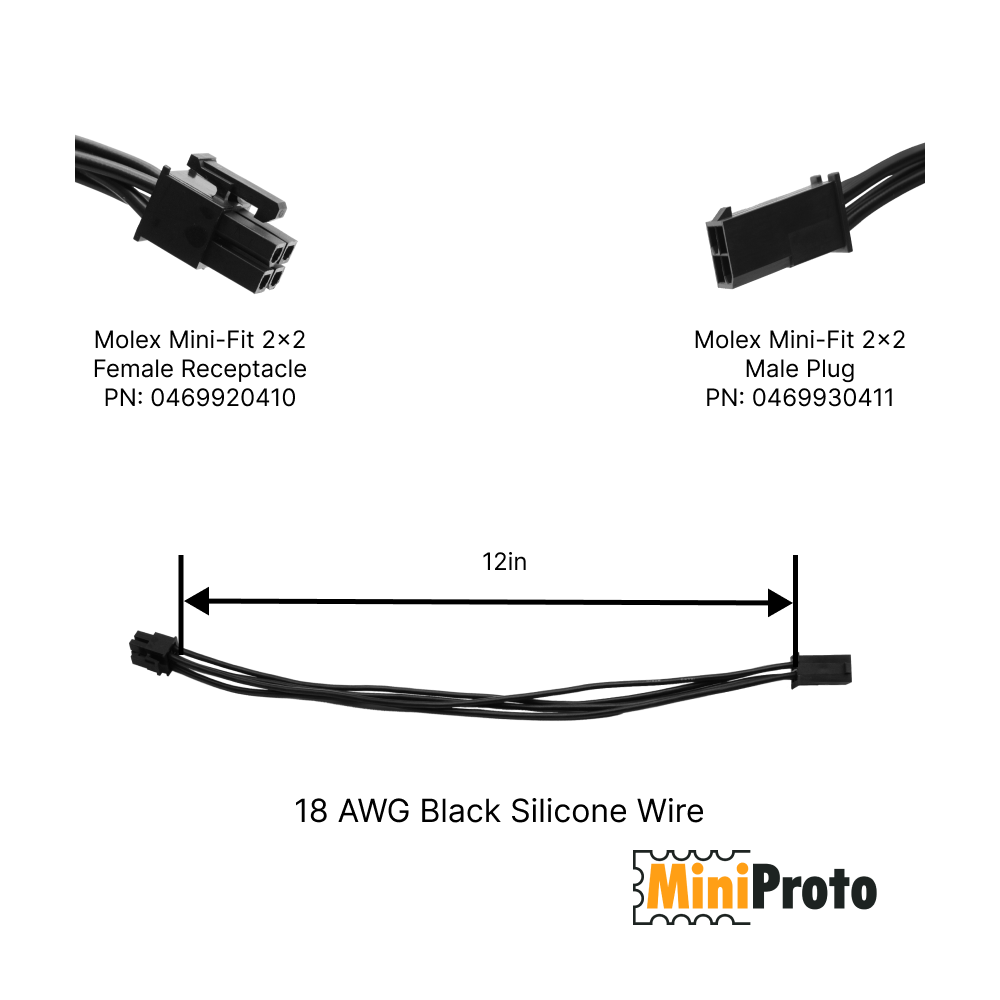 Molex Mini-Fit 2×2
Female Receptacle
PN: 0469920410
Molex Mini-Fit 2×2
Male Plug
PN: 0469930411
12in
18 AWG Black Silicone Wire
MiniProto